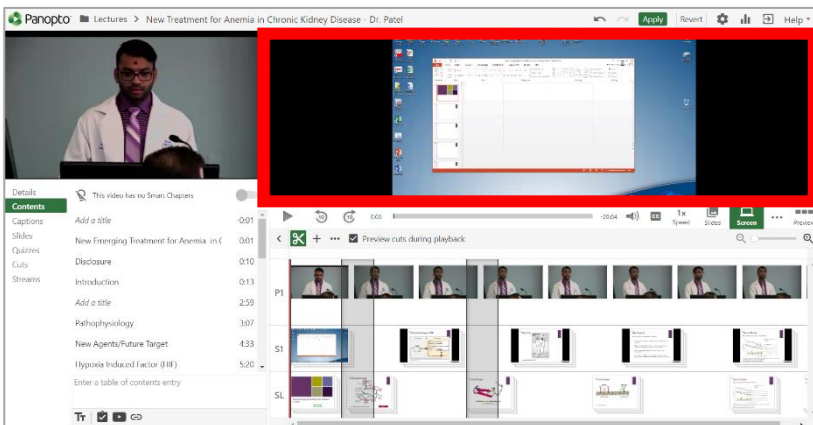 Panopto Lectures > New Treatment for Anemia in Chronic Kidney Disease - Dr. Patel Apply Revert Help
Details
Contents
Captions
Slides
Quizzes
Cuts
Streams
This video has no Smart Chapters
Add a title 0:01
New Emerging Treatment for Anemia in ( 0:01
Disclosure 0:10
Introduction 0:13
Add a title 2:59
Pathophysiology 3:07
New Agents/Future Target 4:33
Hypoxia Induced Factor (HIF) 5:20
Enter a table of contents entry
10 15 0:00 -20:04 CC 1x Speed Slides Screen Preview
Preview cuts during playback
P1
S1
SL